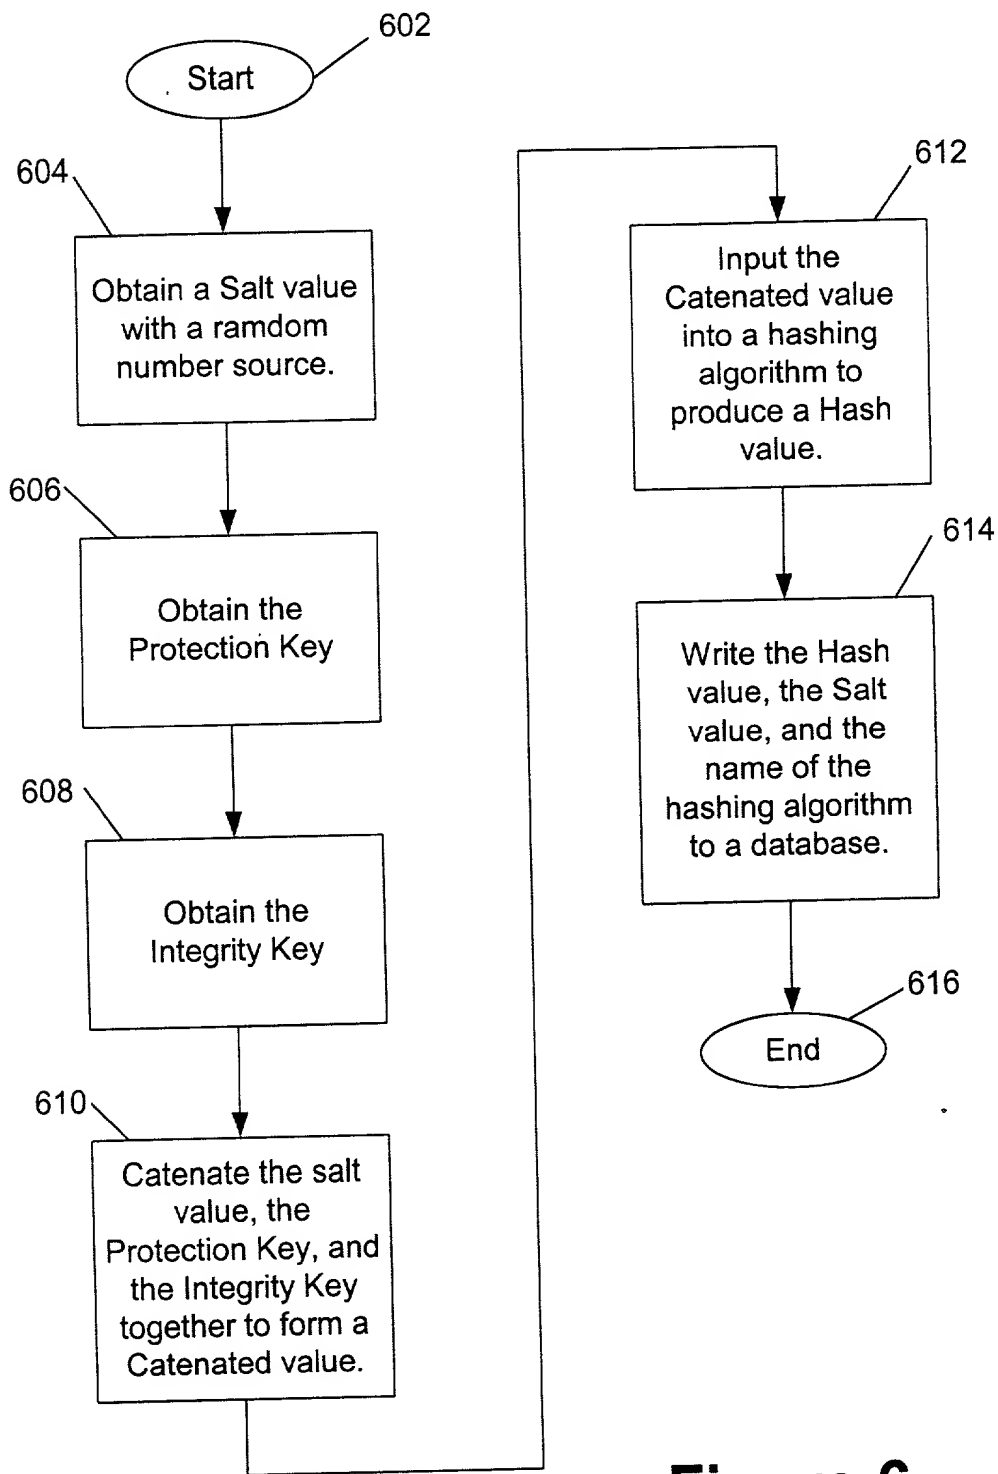 602
Start
604
Obtain a Salt value
with a ramdom
number source.
606
Obtain the
Protection Key
608
Obtain the
Integrity Key
610
Catenate the salt
value, the
Protection Key, and
the Integrity Key
together to form a
Catenated value.
612
Input the
Catenated value
into a hashing
algorithm to
produce a Hash
value.
614
Write the Hash
value, the Salt
value, and the
name of the
hashing algorithm
to a database.
616
End
Figure 6